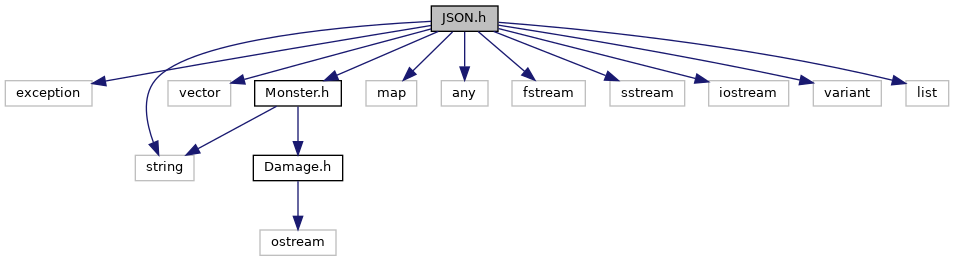 JSON.h
exception
vector
Monster.h
map
any
fstream
sstream
iostream
variant
list
string
Damage.h
ostream